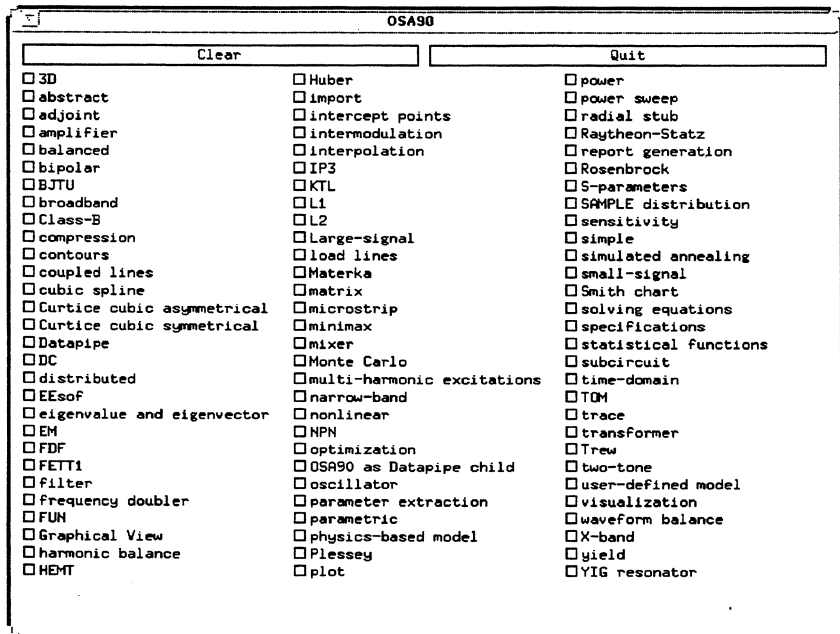 OSA90
Clear
Quit
3D
abstract
adjoint
amplifier
balanced
bipolar
BJTU
broadband
Class-B
compression
contours
coupled lines
cubic spline
Curtice cubic asymmetrical
Curtice cubic symmetrical
Datapipe
DC
distributed
EEsof
eigenvalue and eigenvector
EM
FDF
FETT1
filter
frequency doubler
FUN
Graphical View
harmonic balance
HEMT
Huber
import
intercept points
intermodulation
interpolation
IP3
KTL
L1
L2
Large-signal
load lines
Materka
matrix
microstrip
minimax
mixer
Monte Carlo
multi-harmonic excitations
narrow-band
nonlinear
NPN
optimization
OSA90 as Datapipe child
oscillator
parameter extraction
parametric
physics-based model
Plessey
plot
power
power sweep
radial stub
Raytheon-Statz
report generation
Rosenbrock
S-parameters
SAMPLE distribution
sensitivity
simple
simulated annealing
small-signal
Smith chart
solving equations
specifications
statistical functions
subcircuit
time-domain
TOM
trace
transformer
Trew
two-tone
user-defined model
visualization
waveform balance
X-band
yield
YIG resonator